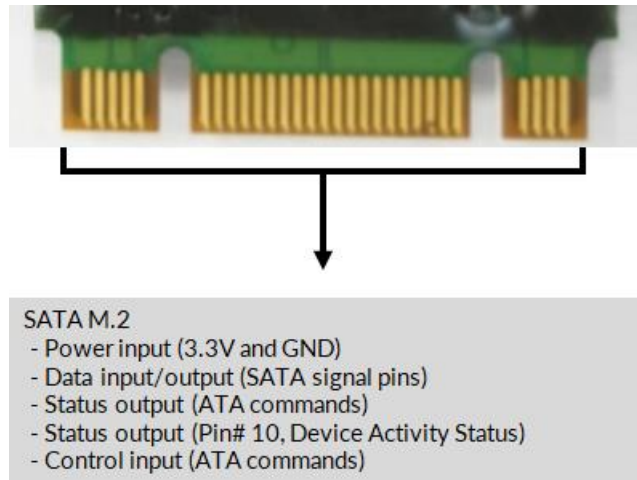 SATA M.2
- Power input (3.3V and GND)
- Data input/output (SATA signal pins)
- Status output (ATA commands)
- Status output (Pin# 10, Device Activity Status)
- Control input (ATA commands)